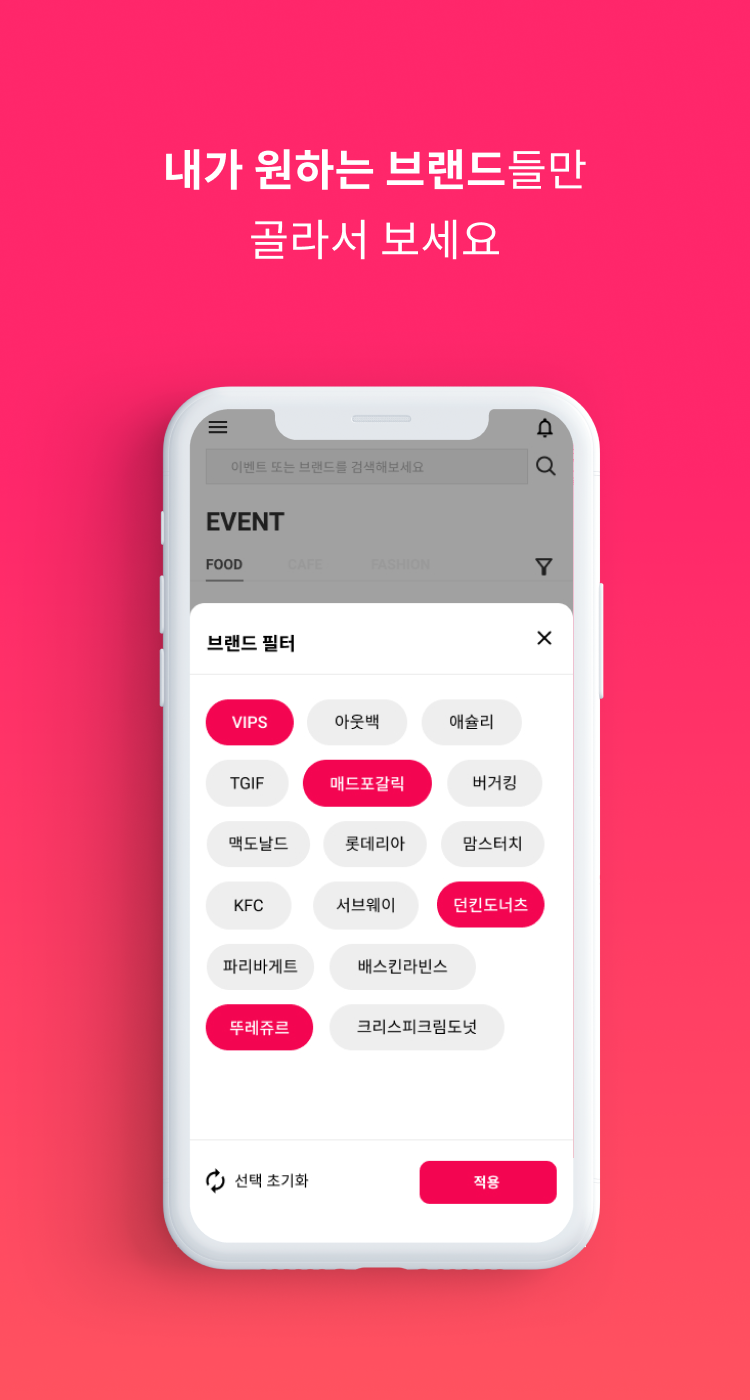 내가 원하는 브랜드들만
골라서 보세요
이벤트 또는 브랜드를 검색해보세요
EVENT
FOOD CAFE FASHION
브랜드 필터
VIPS 아웃백 애슐리
TGIF 매드포갈릭 버거킹
맥도날드 롯데리아 맘스터치
KFC 서브웨이 던킨도너츠
파리바게트 배스킨라빈스
뚜레쥬르 크리스피크림도넛
선택 초기화 적용